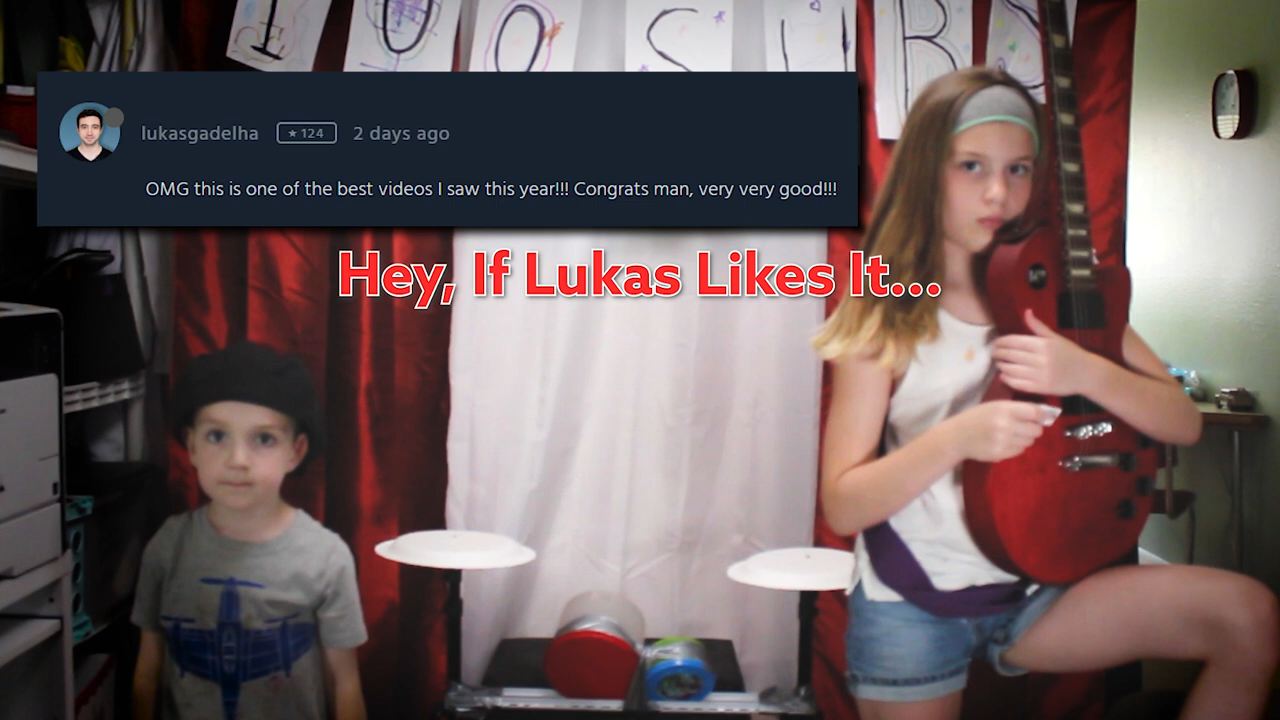 lukasgadelha ★ 124 2 days ago
OMG this is one of the best videos I saw this year!!! Congrats man, very very good!!!
Hey, If Lukas Likes It...